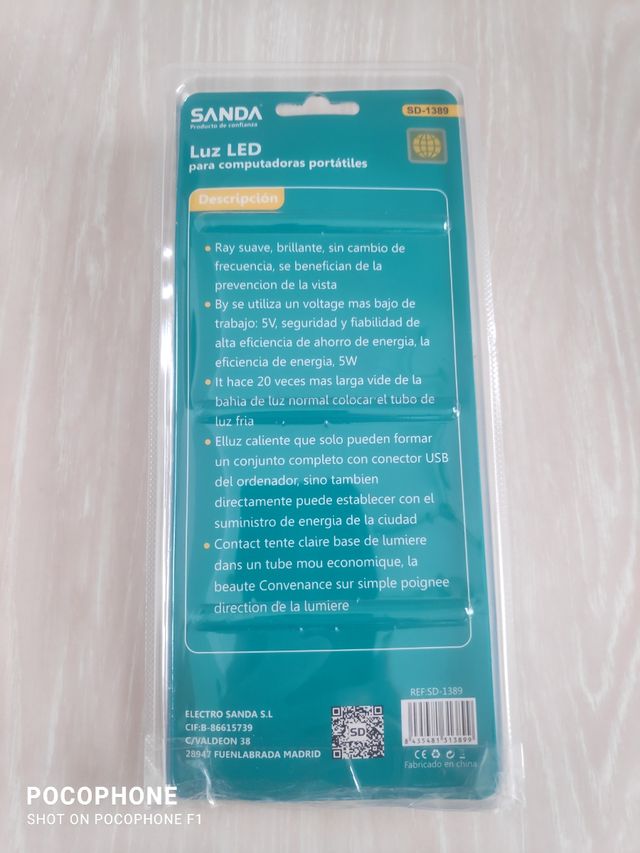 SANDA
Producto de confianza
SD-1389
Luz LED
para computadoras portátiles
Descripción
• Ray suave, brillante, sin cambio de
frecuencia, se benefician de la
prevencion de la vista
• By se utiliza un voltage mas bajo de
trabajo: 5V, seguridad y fiabilidad de
alta eficiencia de ahorro de energia, la
eficiencia de energia, 5W
• It hace 20 veces mas larga vide de la
bahia de luz normal colocar el tubo de
luz fria
• Elluz caliente que solo pueden formar
un conjunto completo con conector USB
del ordenador, sino tambien
directamente puede establecer con el
suministro de energia de la ciudad
• Contact tente claire base de lumiere
dans un tube mou economique, la
beaute Convenance sur simple poignee
direction de la lumiere
ELECTRO SANDA S.L
CIF:B-86615739
C/VALDEON 38
28947 FUENLABRADA MADRID
SD
REF:SD-1389
8 435483 313899
CE
Fabricado en china
POCOPHONE
SHOT ON POCOPHONE F1